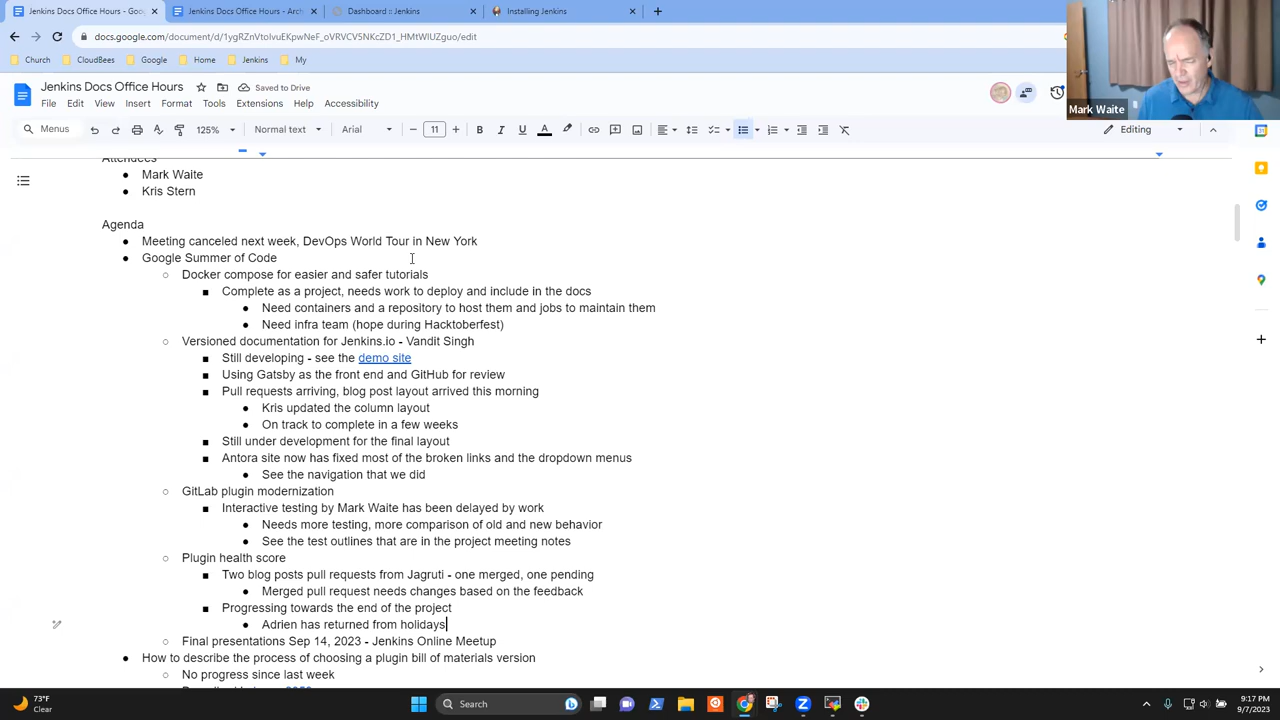 Jenkins Docs Office Hours - Goo
Jenkins Docs Office Hours - Arch
Dashboard :: Jenkins
Installing Jenkins
docs.google.com/document/d/1ygRZnVtoIvuEKpwNeF_oVRVCV5NKcZD1_HMtWIUZguo/edit
Church
CloudBees
Google
Home
Jenkins
My
Jenkins Docs Office Hours
Saved to Drive
File Edit View Insert Format Tools Extensions Help Accessibility
Menus
125%
Normal text
Arial
11
Editing
Mark Waite
Attendees
Mark Waite
Kris Stern
Agenda
Meeting canceled next week, DevOps World Tour in New York
Google Summer of Code
Docker compose for easier and safer tutorials
Complete as a project, needs work to deploy and include in the docs
Need containers and a repository to host them and jobs to maintain them
Need infra team (hope during Hacktoberfest)
Versioned documentation for Jenkins.io - Vandit Singh
Still developing - see the demo site
Using Gatsby as the front end and GitHub for review
Pull requests arriving, blog post layout arrived this morning
Kris updated the column layout
On track to complete in a few weeks
Still under development for the final layout
Antora site now has fixed most of the broken links and the dropdown menus
See the navigation that we did
GitLab plugin modernization
Interactive testing by Mark Waite has been delayed by work
Needs more testing, more comparison of old and new behavior
See the test outlines that are in the project meeting notes
Plugin health score
Two blog posts pull requests from Jagruti - one merged, one pending
Merged pull request needs changes based on the feedback
Progressing towards the end of the project
Adrien has returned from holidays
Final presentations Sep 14, 2023 - Jenkins Online Meetup
How to describe the process of choosing a plugin bill of materials version
No progress since last week
73°F
Clear
Search
9:17 PM
9/7/2023